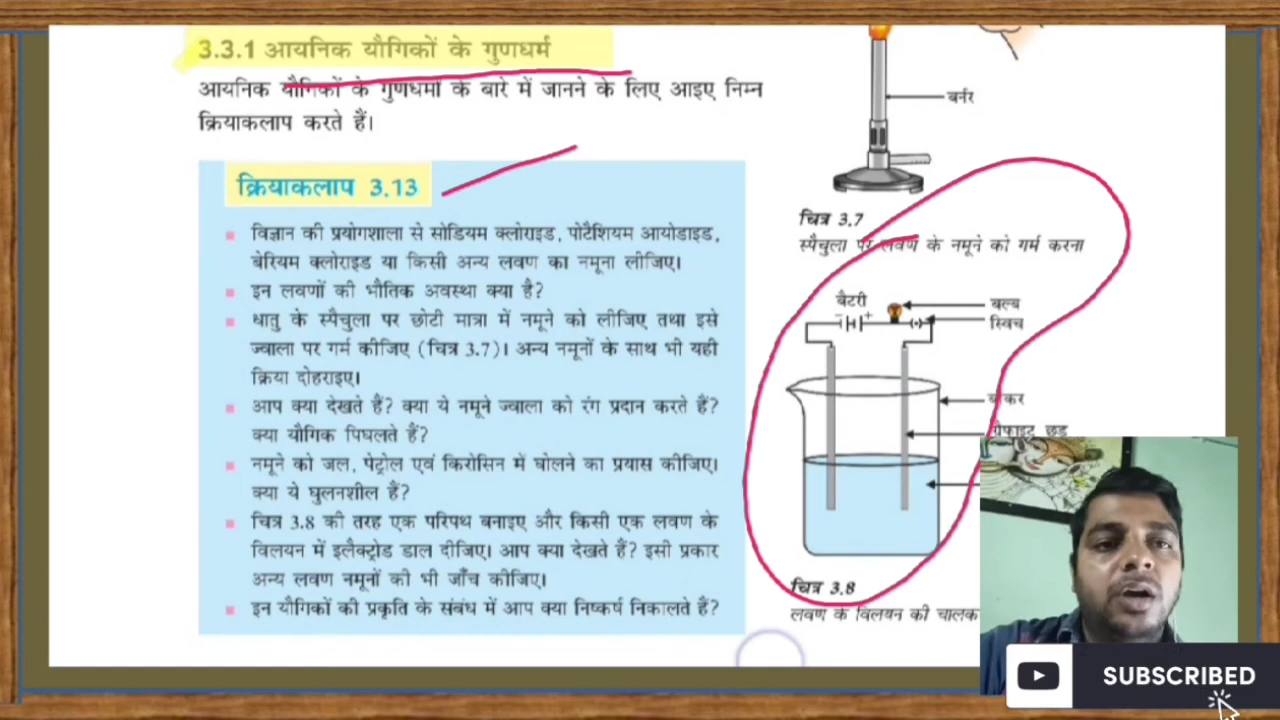 3.3.1 आयनिक यौगिकों के गुणधर्म
आयनिक यौगिकों के गुणधर्मों के बारे में जानने के लिए आइए निम्न
क्रियाकलाप करते हैं।
क्रियाकलाप 3.13
विज्ञान की प्रयोगशाला से सोडियम क्लोराइड, पोटैशियम आयोडाइड,
बेरियम क्लोराइड या किसी अन्य लवण का नमूना लीजिए।
इन लवणों की भौतिक अवस्था क्या है?
धातु के स्पैचुला पर छोटी मात्रा में नमूने को लीजिए तथा इसे
ज्वाला पर गर्म कीजिए (चित्र 3.7)। अन्य नमूनों के साथ भी यही
क्रिया दोहराइए।
आप क्या देखते हैं? क्या ये नमूने ज्वाला को रंग प्रदान करते हैं?
क्या यौगिक पिघलते हैं?
नमूने को जल, पेट्रोल एवं किरोसिन में घोलने का प्रयास कीजिए।
क्या ये घुलनशील हैं?
चित्र 3.8 की तरह एक परिपथ बनाइए और किसी एक लवण के
विलयन में इलैक्ट्रोड डाल दीजिए। आप क्या देखते हैं? इसी प्रकार
अन्य लवण नमूनों की भी जाँच कीजिए।
इन यौगिकों की प्रकृति के संबंध में आप क्या निष्कर्ष निकालते हैं?
बर्नर
चित्र 3.7
स्पैचुला पर लवण के नमूने को गर्म करना
बैटरी
बल्ब
स्विच
चित्र 3.8
लवण के विलयन की
SUBSCRIBED